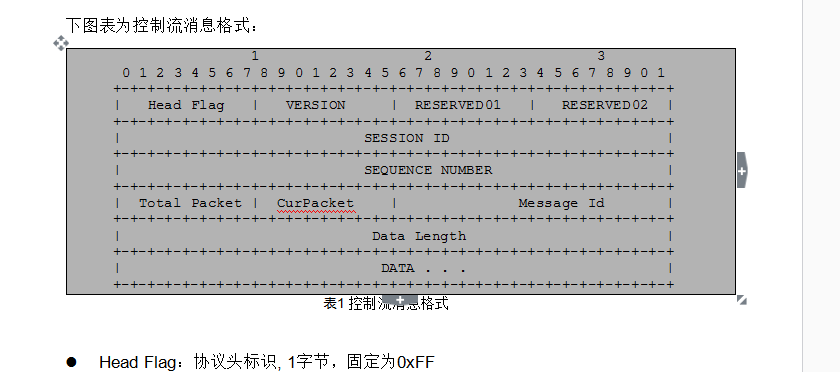 下图表为控制流消息格式：
1 2 3
0 1 2 3 4 5 6 7 8 9 0 1 2 3 4 5 6 7 8 9 0 1 2 3 4 5 6 7 8 9 0 1
+-+-+-+-+-+-+-+-+-+-+-+-+-+-+-+-+-+-+-+-+-+-+-+-+-+-+-+-+-+-+-+-+
| Head Flag | VERSION | RESERVED01 | RESERVED02 |
+-+-+-+-+-+-+-+-+-+-+-+-+-+-+-+-+-+-+-+-+-+-+-+-+-+-+-+-+-+-+-+-+
| SESSION ID |
+-+-+-+-+-+-+-+-+-+-+-+-+-+-+-+-+-+-+-+-+-+-+-+-+-+-+-+-+-+-+-+-+
| SEQUENCE NUMBER |
+-+-+-+-+-+-+-+-+-+-+-+-+-+-+-+-+-+-+-+-+-+-+-+-+-+-+-+-+-+-+-+-+
| Total Packet | CurPacket | Message Id |
+-+-+-+-+-+-+-+-+-+-+-+-+-+-+-+-+-+-+-+-+-+-+-+-+-+-+-+-+-+-+-+-+
| Data Length |
+-+-+-+-+-+-+-+-+-+-+-+-+-+-+-+-+-+-+-+-+-+-+-+-+-+-+-+-+-+-+-+-+
| DATA . . . |
+-+-+-+-+-+-+-+-+-+-+-+-+-+-+-+-+-+-+-+-+-+-+-+-+-+-+-+-+-+-+-+-+
表1 控制流消息格式
● Head Flag：协议头标识, 1字节，固定为0xFF